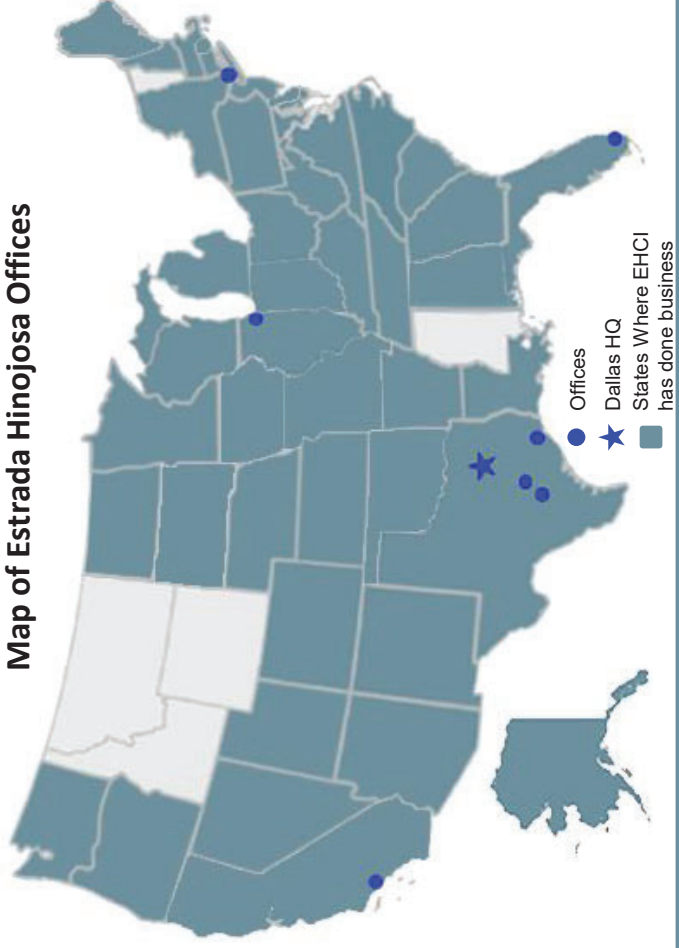 Map of Estrada Hinojosa Offices
Offices
Dallas HQ
States Where EHCI
has done business